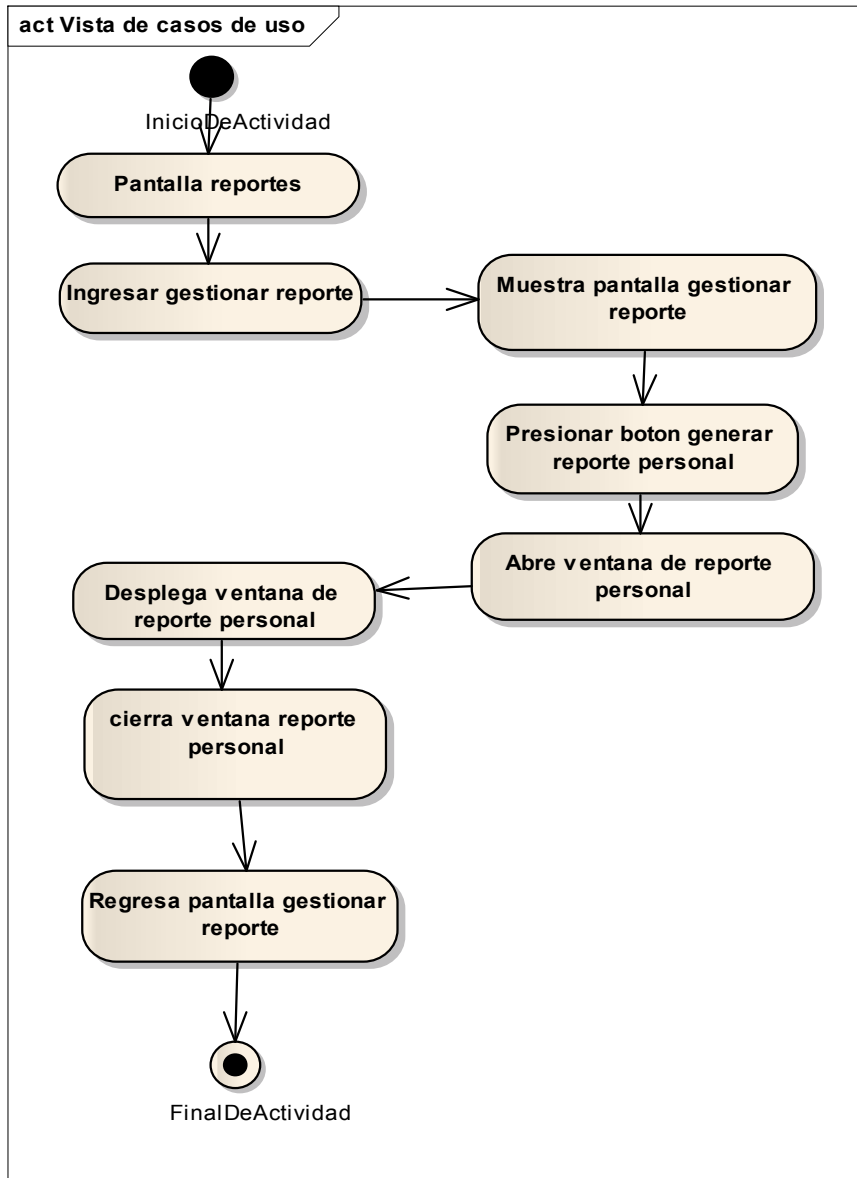 act Vista de casos de uso
InicioDeActividad
Pantalla reportes
Ingresar gestionar reporte
Muestra pantalla gestionar
reporte
Presionar boton generar
reporte personal
Abre ventana de reporte
personal
Desplega ventana de
reporte personal
cierra ventana reporte
personal
Regresa pantalla gestionar
reporte
FinalDeActividad